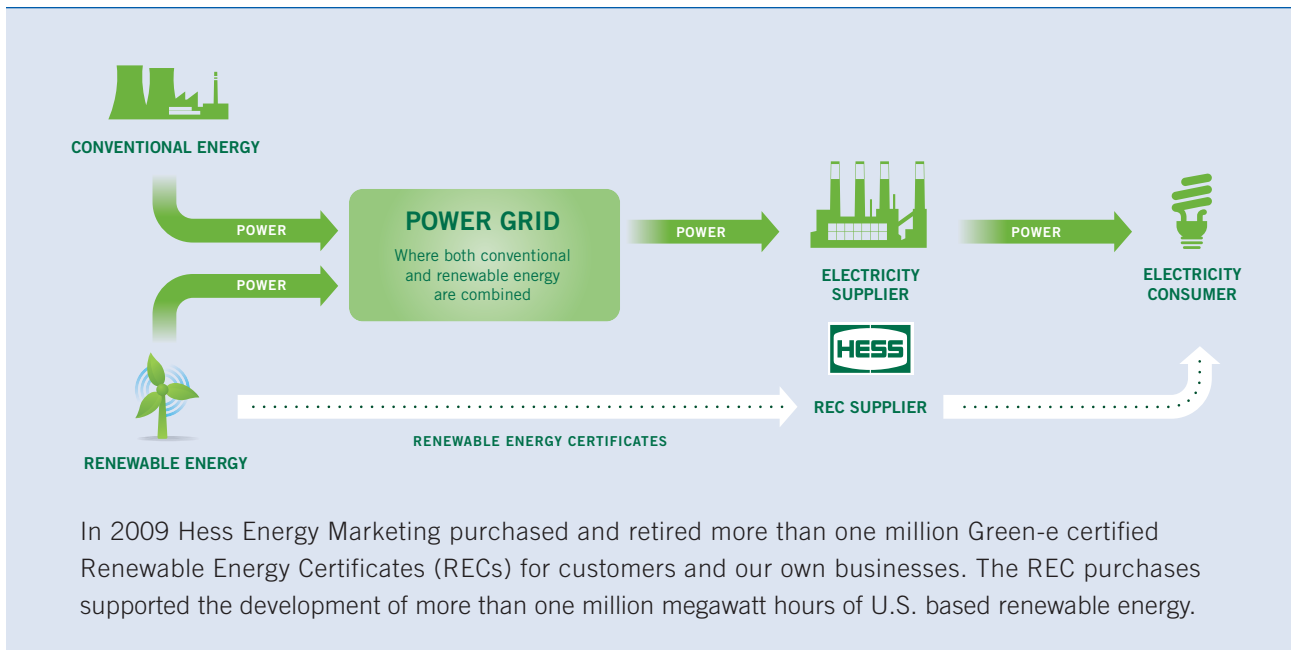 CONVENTIONAL ENERGY
POWER
POWER GRID
Where both conventional
and renewable energy
are combined
POWER
POWER
POWER
ELECTRICITY
SUPPLIER
ELECTRICITY
CONSUMER
HESS
REC SUPPLIER
RENEWABLE ENERGY CERTIFICATES
RENEWABLE ENERGY
In 2009 Hess Energy Marketing purchased and retired more than one million Green-e certified
Renewable Energy Certificates (RECs) for customers and our own businesses. The REC purchases
supported the development of more than one million megawatt hours of U.S. based renewable energy.